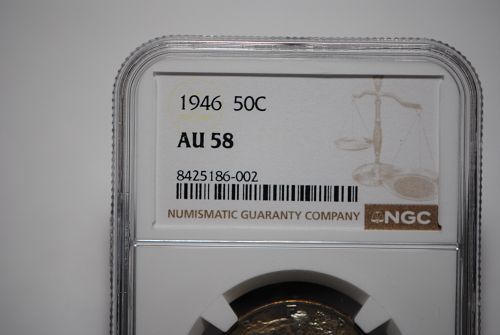 1946 50C
AU 58
8425186-002
NUMISMATIC GUARANTY COMPANY NGC